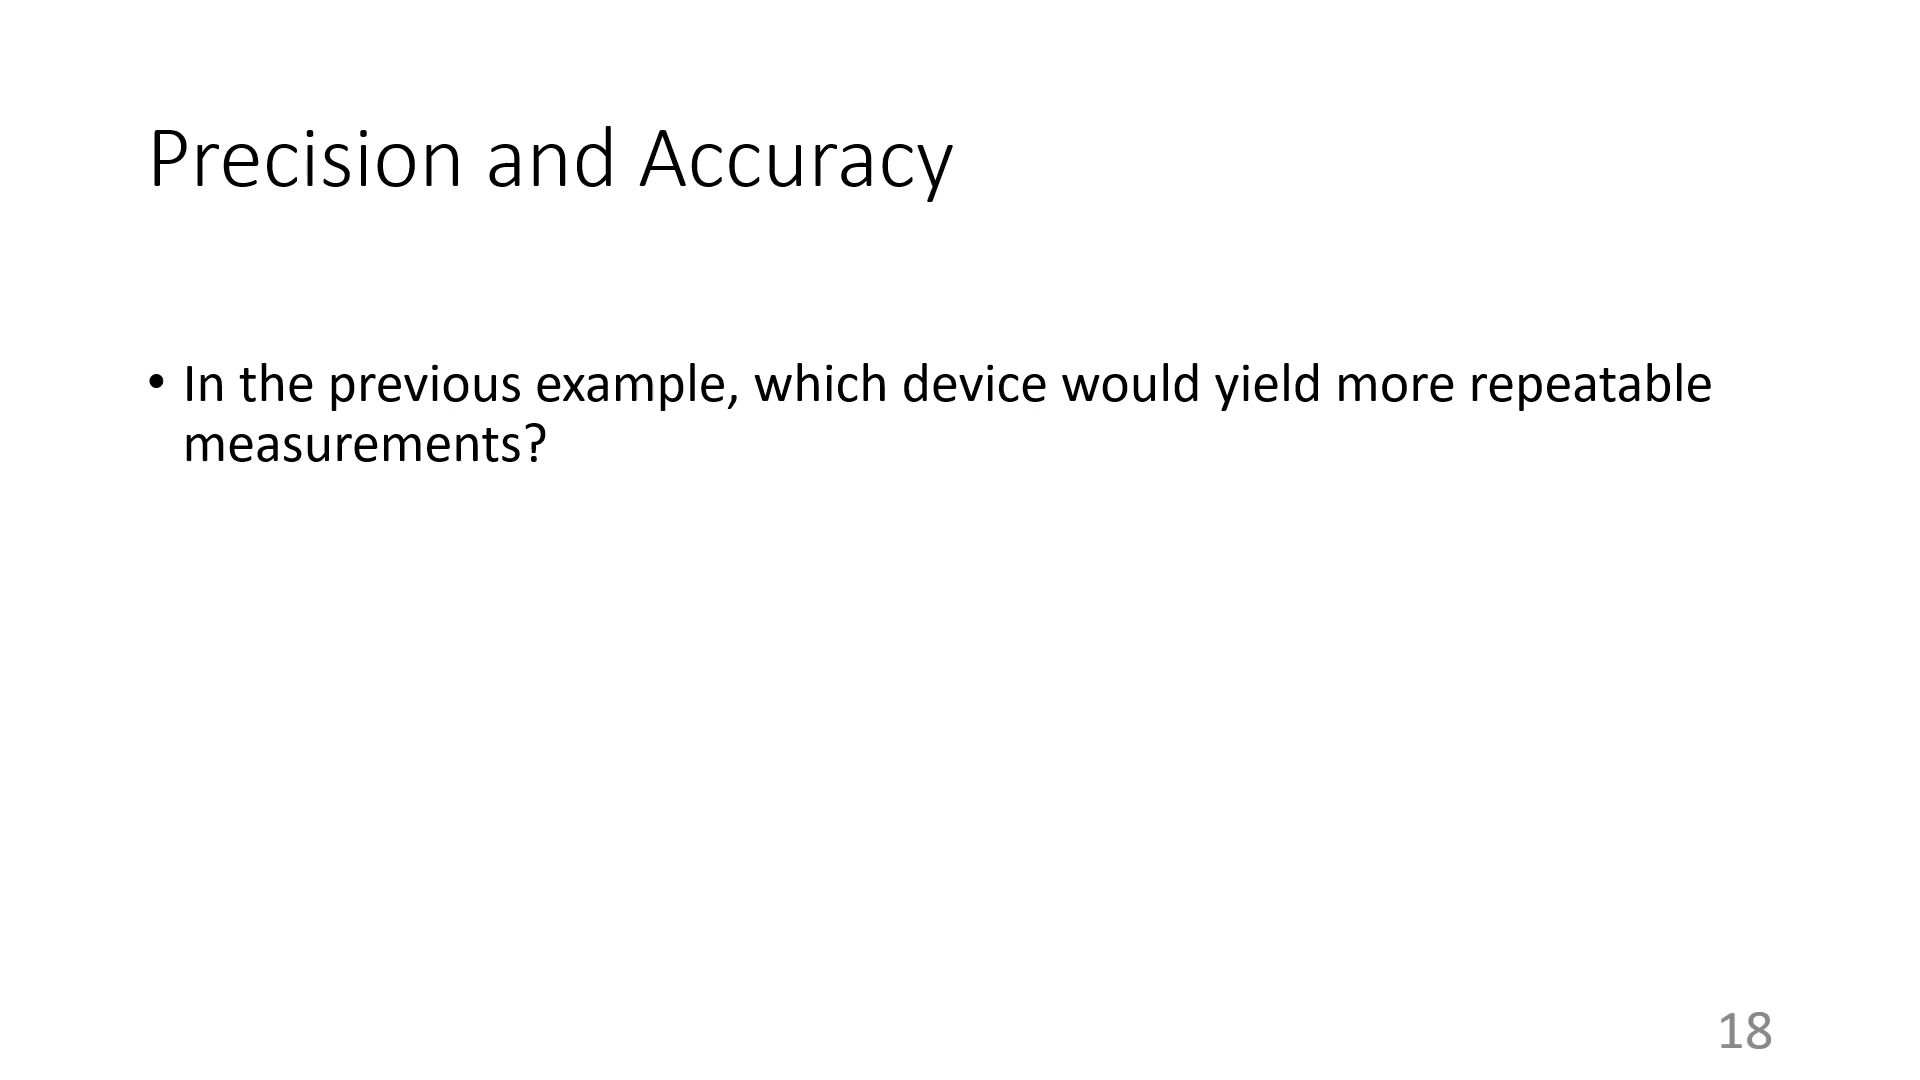 Precision and Accuracy
• In the previous example, which device would yield more repeatable
measurements?
18